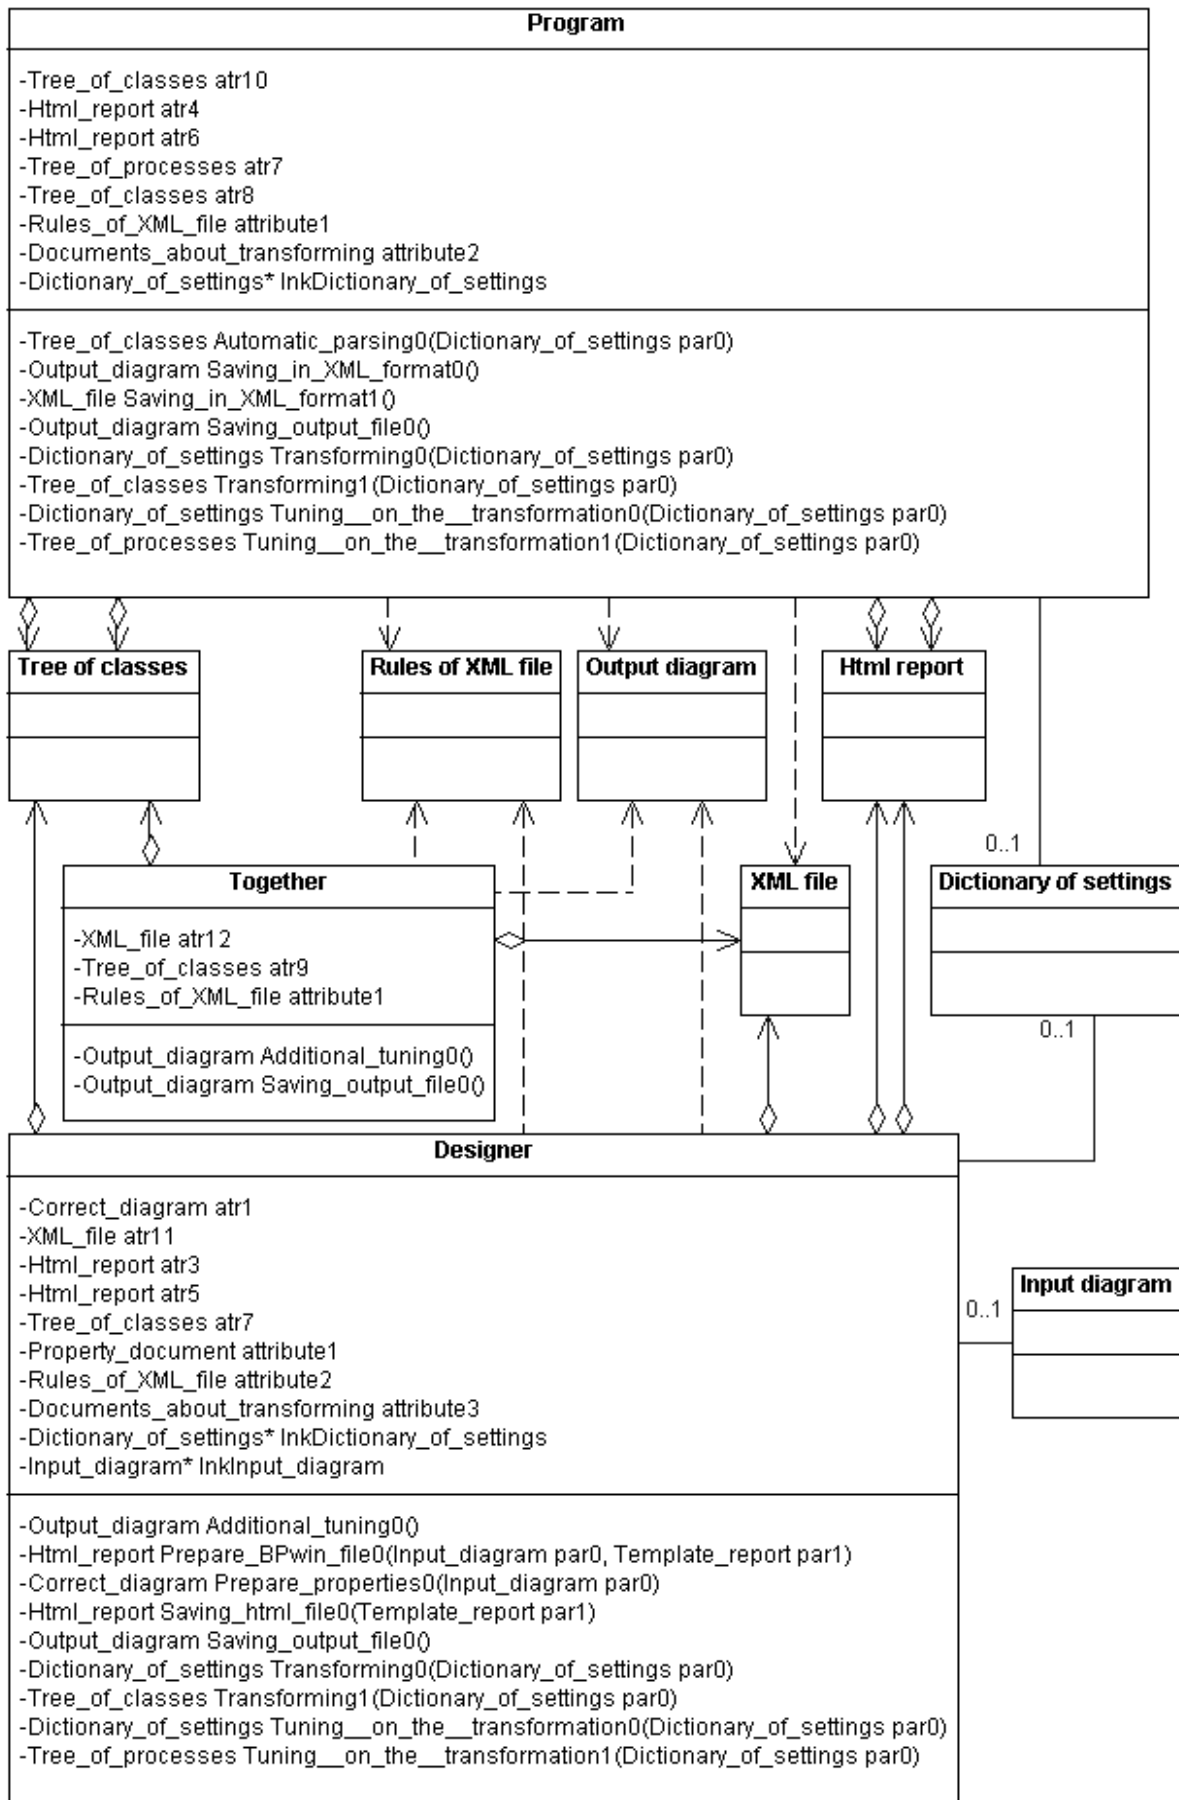 Program
-Tree_of_classes atr10
-Html_report atr4
-Html_report atr6
-Tree_of_processes atr7
-Tree_of_classes atr8
-Rules_of_XML_file attribute1
-Documents_about_transforming attribute2
-Dictionary_of_settings* lnkDictionary_of_settings
-Tree_of_classes Automatic_parsing0(Dictionary_of_settings par0)
-Output_diagram Saving_in_XML_format0()
-XML_file Saving_in_XML_format1()
-Output_diagram Saving_output_file0()
-Dictionary_of_settings Transforming0(Dictionary_of_settings par0)
-Tree_of_classes Transforming1(Dictionary_of_settings par0)
-Dictionary_of_settings Tuning__on_the__transformation0(Dictionary_of_settings par0)
-Tree_of_processes Tuning__on_the__transformation1(Dictionary_of_settings par0)
Tree of classes
Rules of XML file
Output diagram
Html report
0..1
Together
-XML_file atr12
-Tree_of_classes atr9
-Rules_of_XML_file attribute1
-Output_diagram Additional_tuning0()
-Output_diagram Saving_output_file0()
XML file
Dictionary of settings
0..1
Designer
-Correct_diagram atr1
-XML_file atr11
-Html_report atr3
-Html_report atr5
-Tree_of_classes atr7
-Property_document attribute1
-Rules_of_XML_file attribute2
-Documents_about_transforming attribute3
-Dictionary_of_settings* lnkDictionary_of_settings
-Input_diagram* lnkInput_diagram
-Output_diagram Additional_tuning0()
-Html_report Prepare_BPwin_file0(Input_diagram par0, Template_report par1)
-Correct_diagram Prepare_properties0(Input_diagram par0)
-Html_report Saving_html_file0(Template_report par1)
-Output_diagram Saving_output_file0()
-Dictionary_of_settings Transforming0(Dictionary_of_settings par0)
-Tree_of_classes Transforming1(Dictionary_of_settings par0)
-Dictionary_of_settings Tuning__on_the__transformation0(Dictionary_of_settings par0)
-Tree_of_processes Tuning__on_the__transformation1(Dictionary_of_settings par0)
0..1
Input diagram